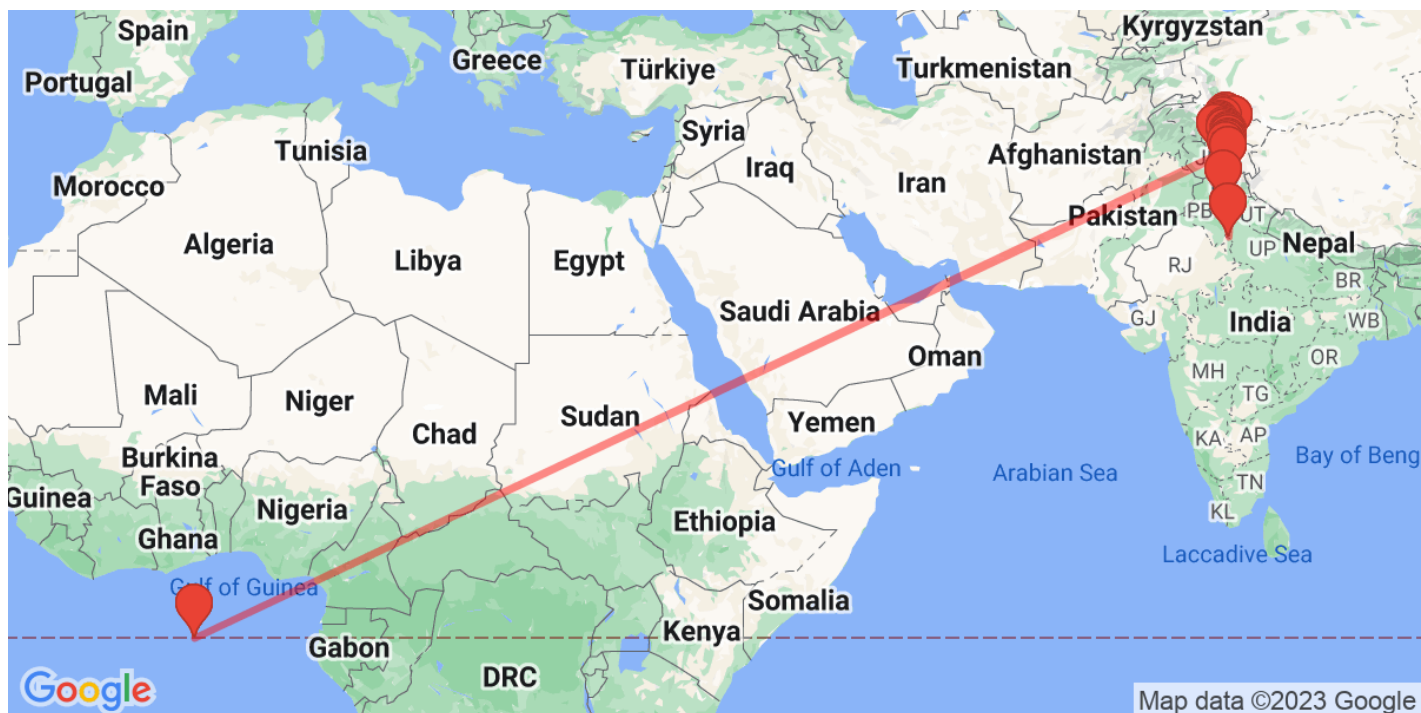 Spain
Portugal
Greece
Türkiye
Turkmenistan
Kyrgyzstan
Tunisia
Syria
Morocco
Iraq
Iran
Afghanistan
Algeria
Libya
Egypt
Pakistan
PB
UT
UP
Nepal
RJ
BR
Saudi Arabia
GJ
India
WB
Oman
OR
MH
Mali
Niger
TG
Chad
Sudan
Yemen
KA
AP
Burkina
Faso
Gulf of Aden
Arabian Sea
Bay of Beng
TN
Guinea
Nigeria
Ethiopia
KL
Ghana
Laccadive Sea
Gulf of Guinea
Somalia
Kenya
Gabon
DRC
Google
Map data ©2023 Google